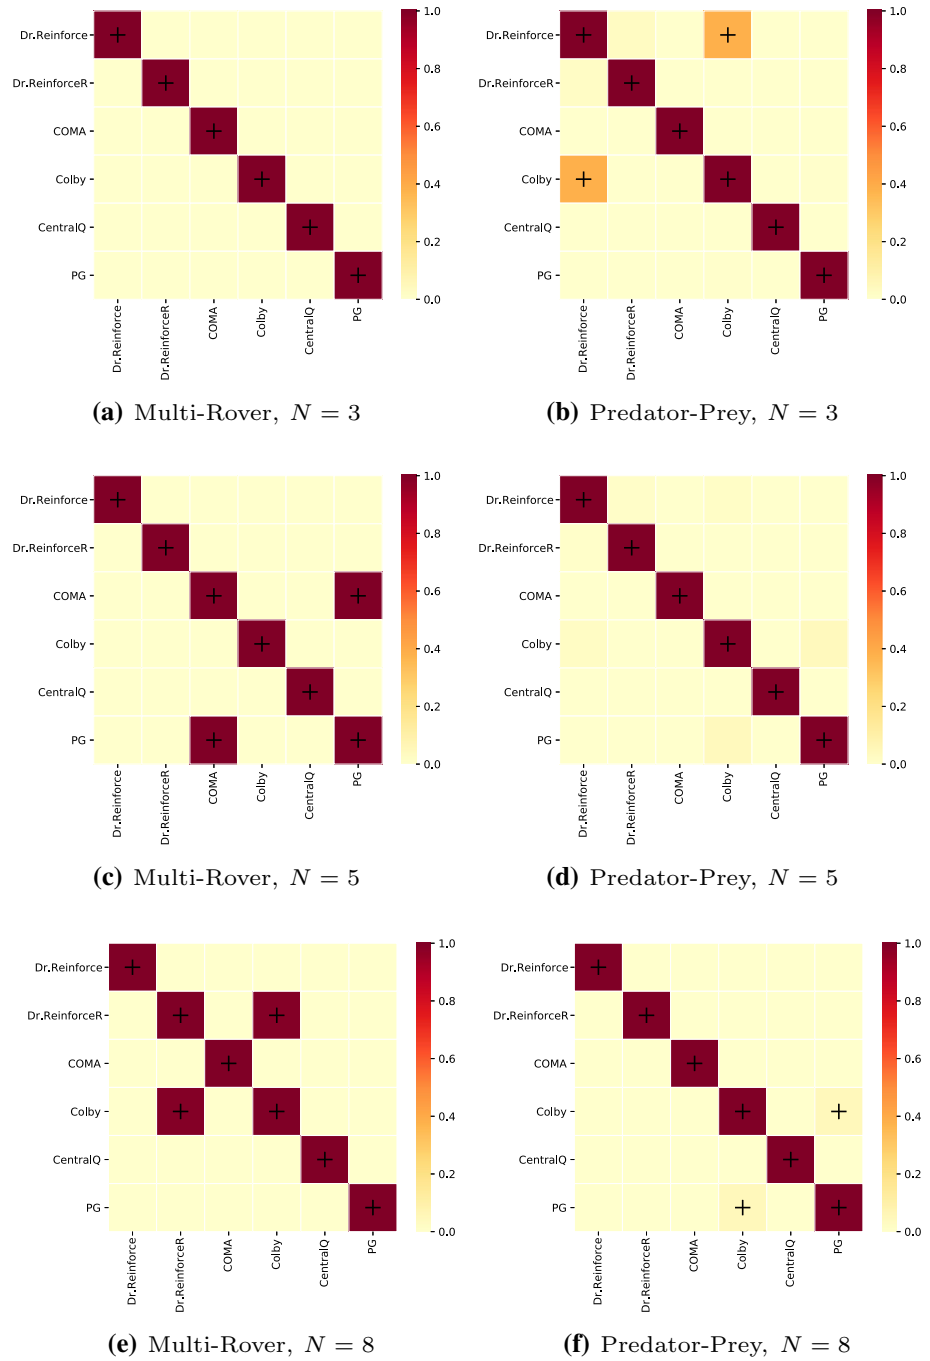 Dr.Reinforce
Dr.ReinforceR
COMA
Colby
CentralQ
PG
Dr.Reinforce
Dr.ReinforceR
COMA
Colby
CentralQ
PG
1.0
0.8
0.6
0.4
0.2
0.0
(a) Multi-Rover, N = 3
Dr.Reinforce
Dr.ReinforceR
COMA
Colby
CentralQ
PG
Dr.Reinforce
Dr.ReinforceR
COMA
Colby
CentralQ
PG
1.0
0.8
0.6
0.4
0.2
0.0
(b) Predator-Prey, N = 3
Dr.Reinforce
Dr.ReinforceR
COMA
Colby
CentralQ
PG
Dr.Reinforce
Dr.ReinforceR
COMA
Colby
CentralQ
PG
1.0
0.8
0.6
0.4
0.2
0.0
(c) Multi-Rover, N = 5
Dr.Reinforce
Dr.ReinforceR
COMA
Colby
CentralQ
PG
Dr.Reinforce
Dr.ReinforceR
COMA
Colby
CentralQ
PG
1.0
0.8
0.6
0.4
0.2
0.0
(d) Predator-Prey, N = 5
Dr.Reinforce
Dr.ReinforceR
COMA
Colby
CentralQ
PG
Dr.Reinforce
Dr.ReinforceR
COMA
Colby
CentralQ
PG
1.0
0.8
0.6
0.4
0.2
0.0
(e) Multi-Rover, N = 8
Dr.Reinforce
Dr.ReinforceR
COMA
Colby
CentralQ
PG
Dr.Reinforce
Dr.ReinforceR
COMA
Colby
CentralQ
PG
1.0
0.8
0.6
0.4
0.2
0.0
(f) Predator-Prey, N = 8